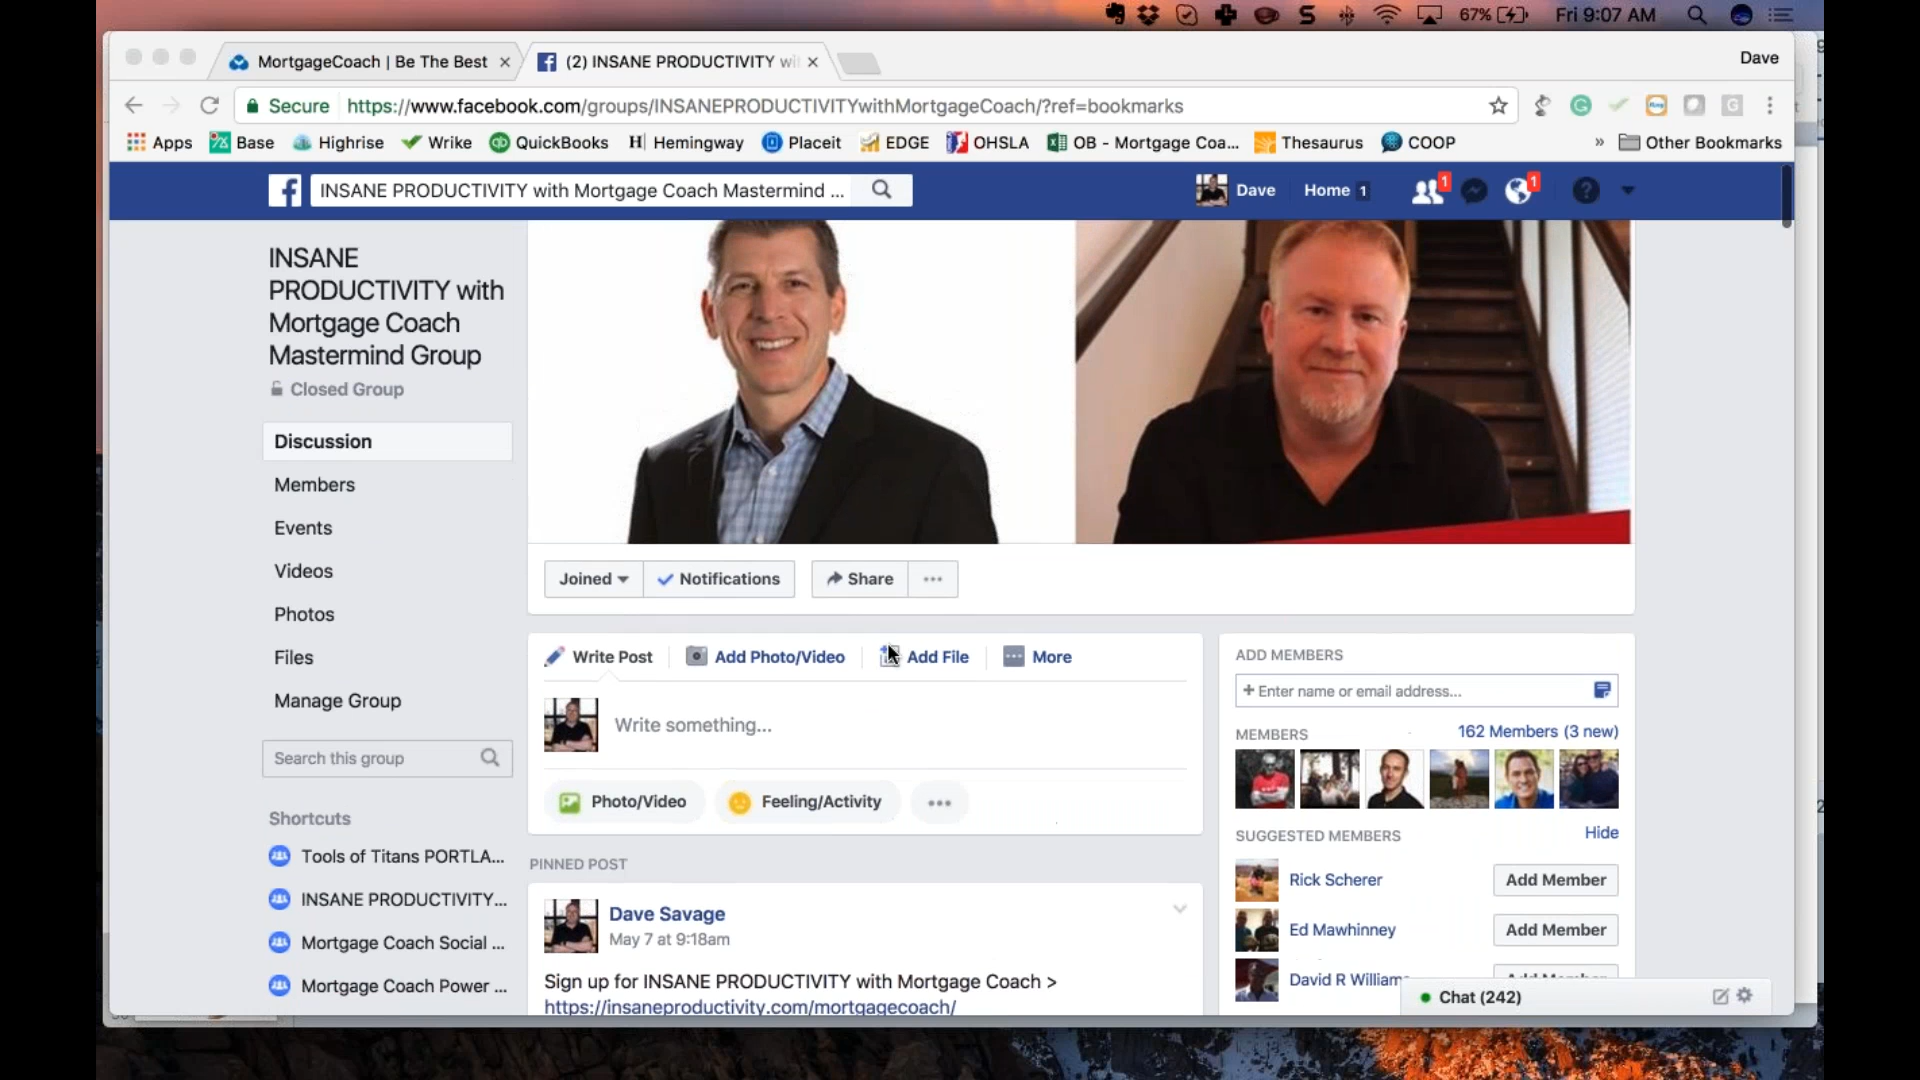 67%
Fri 9:07 AM
MortgageCoach | Be The Best
(2) INSANE PRODUCTIVITY wi
Dave
Secure
https://www.facebook.com/groups/INSANEPRODUCTIVITYwithMortgageCoach/?ref=bookmarks
Apps
Base
Highrise
Wrike
QuickBooks
Hemingway
Placeit
EDGE
OHSLA
OB - Mortgage Coa...
Thesaurus
COOP
»
Other Bookmarks
INSANE PRODUCTIVITY with Mortgage Coach Mastermind ...
Dave
Home 1
1
1
INSANE
PRODUCTIVITY with
Mortgage Coach
Mastermind Group
Closed Group
Discussion
Members
Events
Videos
Photos
Files
Manage Group
Search this group
Shortcuts
Tools of Titans PORTLA...
INSANE PRODUCTIVITY...
Mortgage Coach Social ...
Mortgage Coach Power ...
Joined
Notifications
Share
Write Post
Add Photo/Video
Add File
More
Write something...
Photo/Video
Feeling/Activity
PINNED POST
Dave Savage
May 7 at 9:18am
Sign up for INSANE PRODUCTIVITY with Mortgage Coach >
https://insaneproductivity.com/mortgagecoach/
ADD MEMBERS
+ Enter name or email address...
MEMBERS
162 Members (3 new)
SUGGESTED MEMBERS
Hide
Rick Scherer
Add Member
Ed Mawhinney
Add Member
David R William
Add Member
Chat (242)